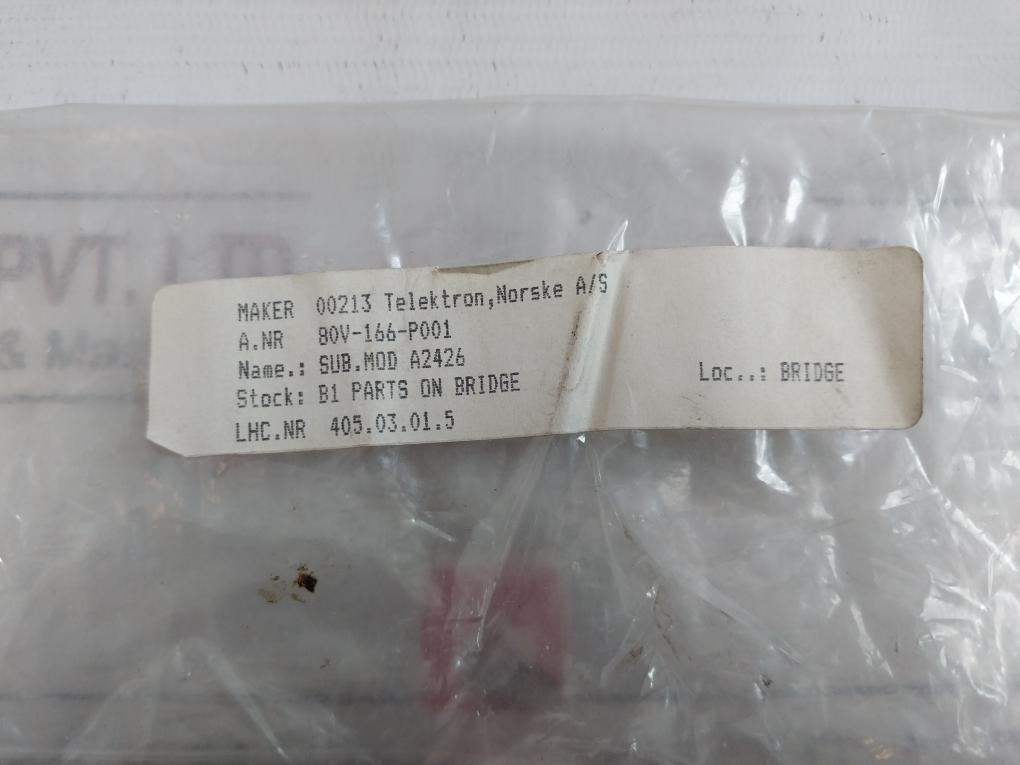 PVT. LTD
& Ma
MAKER 00213 Telektron,Norske A/S
A.NR 80V-166-P001
Name.: SUB.MOD A2426
Stock: B1 PARTS ON BRIDGE Loc..: BRIDGE
LHC.NR 405.03.01.5